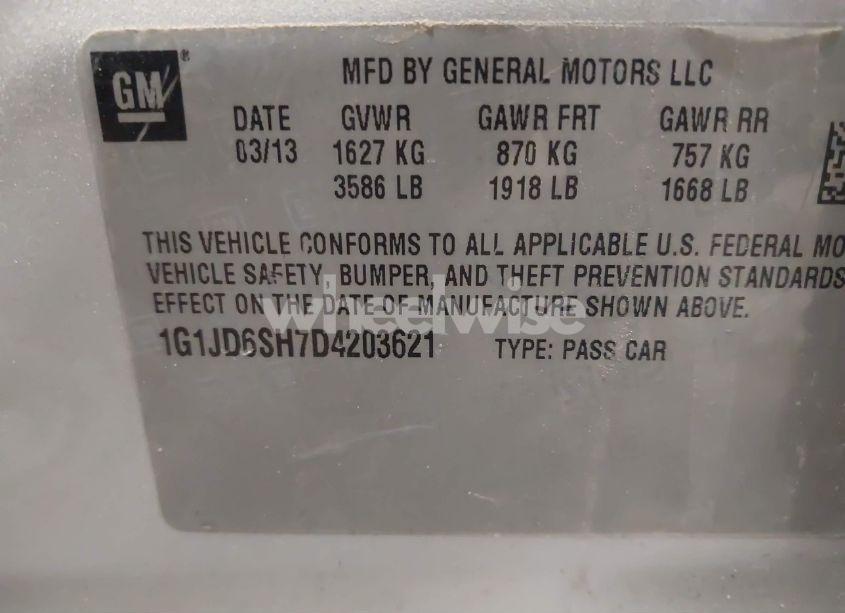 GM®
MFD BY GENERAL MOTORS LLC
DATE GVWR GAWR FRT GAWR RR
03/13 1627 KG 870 KG 757 KG
3586 LB 1918 LB 1668 LB
THIS VEHICLE CONFORMS TO ALL APPLICABLE U.S. FEDERAL MO
VEHICLE SAFETY, BUMPER, AND THEFT PREVENTION STANDARDS
EFFECT ON THE DATE OF MANUFACTURE SHOWN ABOVE.
wheelwise
1G1JD6SH7D4203621 TYPE: PASS CAR